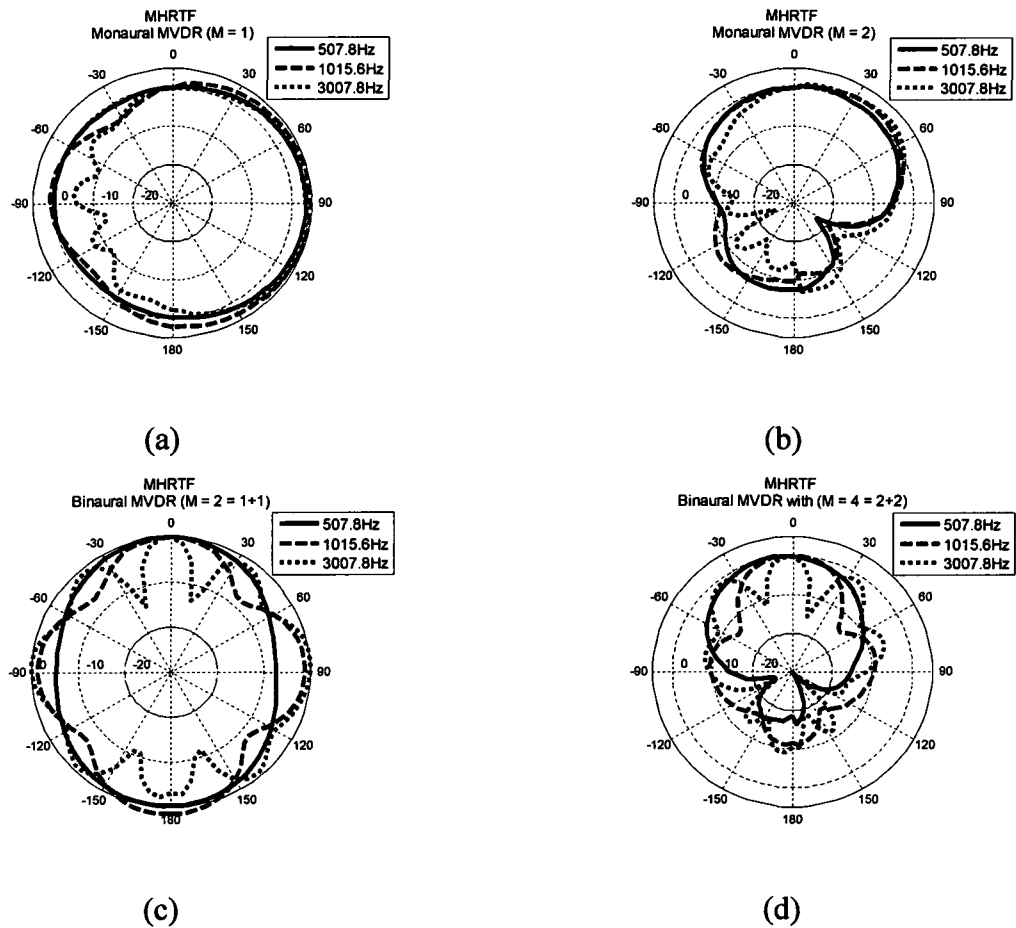 MHRTF
Monaural MVDR (M = 1)
0
30
60
90
120
150
180
-150
-120
-90
-60
-30
0
-10
-20
507.8Hz
1015.6Hz
3007.8Hz
(a)
MHRTF
Monaural MVDR (M = 2)
0
30
60
90
120
150
180
-150
-120
-90
-60
-30
0
-10
-20
507.8Hz
1015.6Hz
3007.8Hz
(b)
MHRTF
Binaural MVDR (M = 2 = 1+1)
0
30
60
90
120
150
180
-150
-120
-90
-60
-30
0
-10
-20
507.8Hz
1015.6Hz
3007.8Hz
(c)
MHRTF
Binaural MVDR with (M = 4 = 2+2)
0
30
60
90
120
150
180
-150
-120
-90
-60
-30
0
10
-20
507.8Hz
1015.6Hz
3007.8Hz
(d)